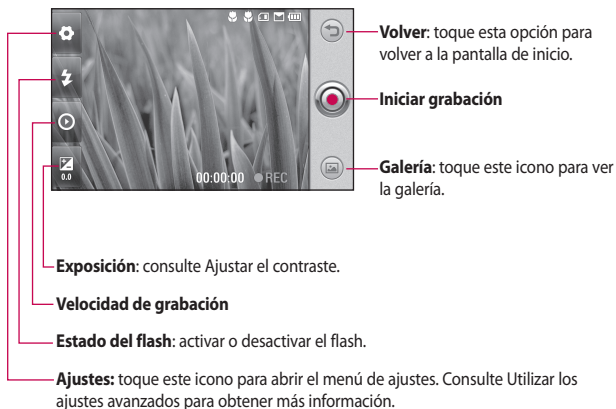 Volver: toque esta opción para
volver a la pantalla de inicio.
Iniciar grabación
Galería: toque este icono para ver
la galería.
0.0
00:00:00 REC
Exposición: consulte Ajustar el contraste.
Velocidad de grabación
Estado del flash: activar o desactivar el flash.
Ajustes: toque este icono para abrir el menú de ajustes. Consulte Utilizar los
ajustes avanzados para obtener más información.